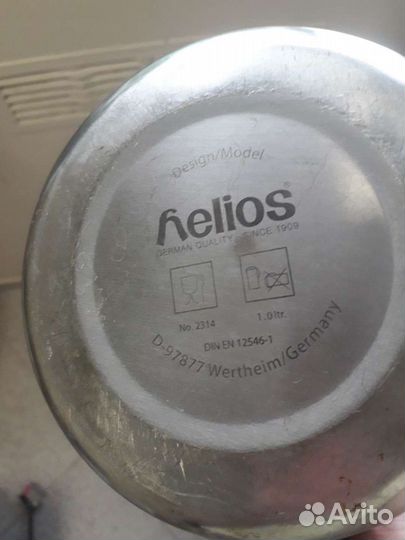 Design/Model
helios®
GERMAN QUALITY SINCE 1909
No. 2314 1.0 ltr.
DIN EN 12546-1
D-97877 Wertheim/Germany
Avito